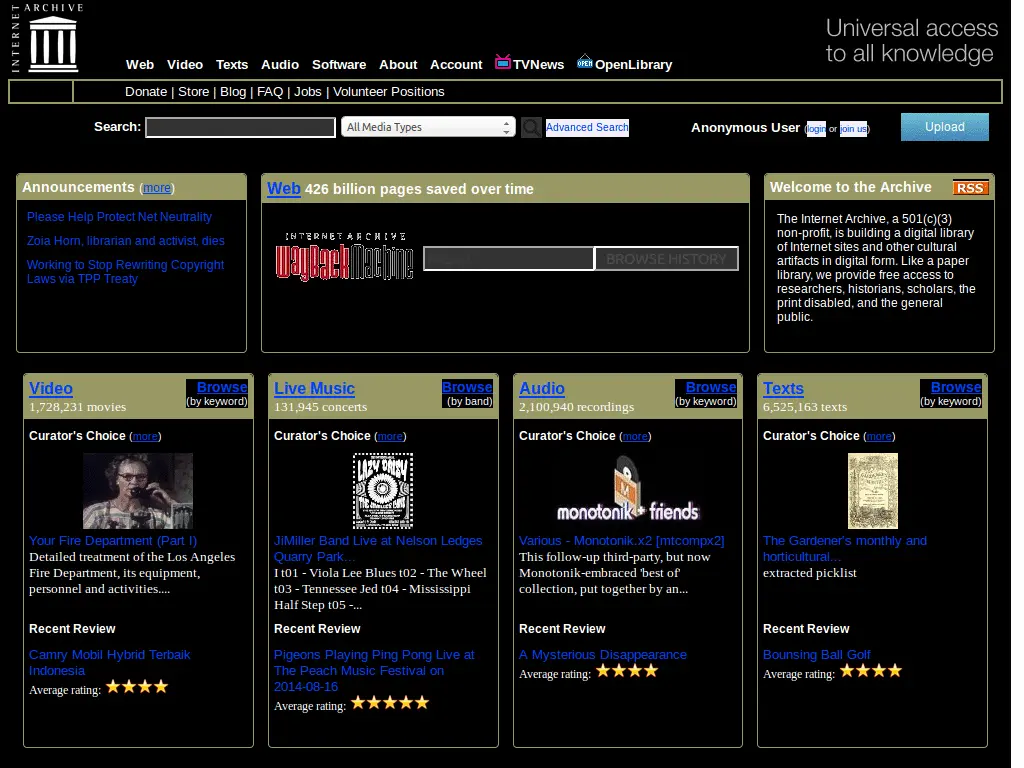 INTERNET ARCHIVE
Universal access
to all knowledge
Web Video Texts Audio Software About Account TVNews OPEN OpenLibrary
Donate | Store | Blog | FAQ | Jobs | Volunteer Positions
Search: All Media Types Advanced Search Anonymous User (login or join us) Upload
Announcements (more)
Please Help Protect Net Neutrality
Zoia Horn, librarian and activist, dies
Working to Stop Rewriting Copyright
Laws via TPP Treaty
Web 426 billion pages saved over time
INTERNET ARCHIVE
WayBackMachine
BROWSE HISTORY
Welcome to the Archive RSS
The Internet Archive, a 501(c)(3)
non-profit, is building a digital library
of Internet sites and other cultural
artifacts in digital form. Like a paper
library, we provide free access to
researchers, historians, scholars, the
print disabled, and the general
public.
Video Browse
1,728,231 movies (by keyword)
Curator's Choice (more)
Your Fire Department (Part I)
Detailed treatment of the Los Angeles
Fire Department, its equipment,
personnel and activities....
Recent Review
Camry Mobil Hybrid Terbaik
Indonesia
Average rating:
Live Music Browse
131,945 concerts (by band)
Curator's Choice (more)
LAZY DAISY
JiMiller Band Live at Nelson Ledges
Quarry Park...
I t01 - Viola Lee Blues t02 - The Wheel
t03 - Tennessee Jed t04 - Mississippi
Half Step t05 -...
Recent Review
Pigeons Playing Ping Pong Live at
The Peach Music Festival on
2014-08-16
Average rating:
Audio Browse
2,100,940 recordings (by keyword)
Curator's Choice (more)
M
monotonik + friends
Various - Monotonik.x2 [mtcompx2]
This follow-up third-party, but now
Monotonik-embraced 'best of'
collection, put together by an...
Recent Review
A Mysterious Disappearance
Average rating:
Texts Browse
6,525,163 texts (by keyword)
Curator's Choice (more)
The Gardener's monthly and
horticultural...
extracted picklist
Recent Review
Bounsing Ball Golf
Average rating: